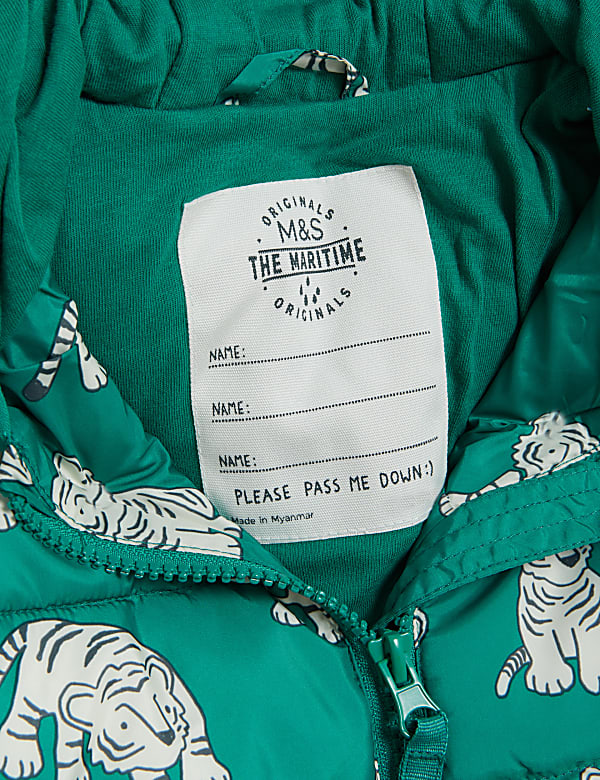 ORIGINALS
M&S
THE MARITIME
ORIGINALS
NAME:
NAME:
NAME:
PLEASE PASS ME DOWN:)
Made in Myanmar